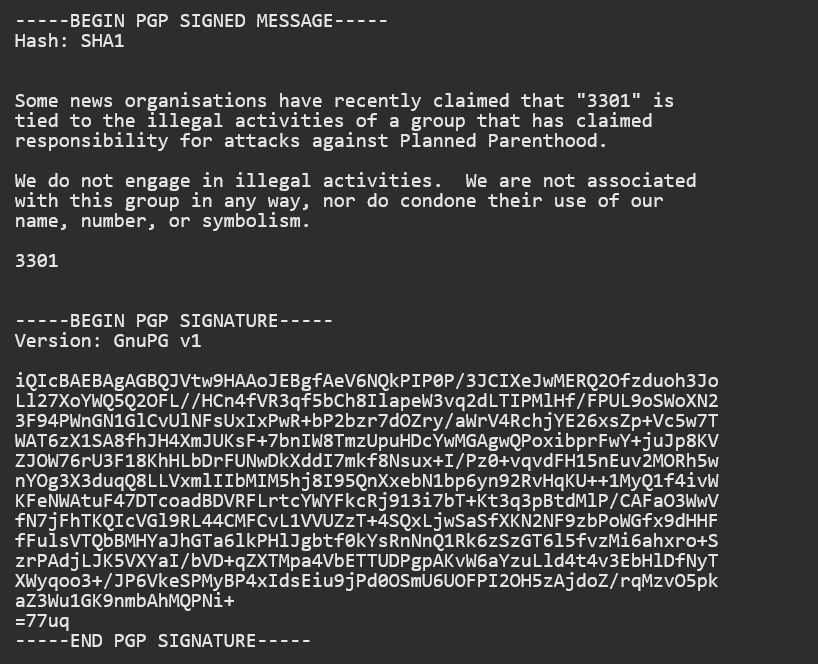 -----BEGIN PGP SIGNED MESSAGE-----
Hash: SHA1
Some news organisations have recently claimed that "3301" is
tied to the illegal activities of a group that has claimed
responsibility for attacks against Planned Parenthood.
We do not engage in illegal activities.  We are not associated
with this group in any way, nor do condone their use of our
name, number, or symbolism.
3301
-----BEGIN PGP SIGNATURE-----
Version: GnuPG v1
iQIcBAEBAgAGBQJVtw9HAAoJEBgfAeV6NQkPIP0P/3JCIXeJwMERQ2Ofzduoh3Jo
Ll27XoYWQ5Q2OFL//HCn4fVR3qf5bCh8IlapeW3vq2dLTIPMlHf/FPUL9oSWoXN2
3F94PWnGN1GlCvUlNFsUxIxPwR+bP2bzr7dOZry/aWrV4RchjYE26xsZp+Vc5w7T
WAT6zX1SA8fhJH4XmJUKsF+7bnIW8TmzUpuHDcYwMGAgwQPoxibprFwY+juJp8KV
ZJOW76rU3F18KhHLbDrFUNwDkXddI7mkf8Nsux+I/Pz0+vqvdFH15nEuv2MORh5w
nYOg3X3duqQ8LLVxmlIIbMIM5hj8I95QnXxebN1bp6yn92RvHqKU++1MyQ1f4ivW
KFeNWAtuF47DTcoadBDVRFLrtcYWYFkcRj913i7bT+Kt3q3pBtdMlP/CAFaO3WwV
fN7jFhTKQIcVGl9RL44CMFCvL1VVUZzT+4SQxLjwSaSfXKN2NF9zbPoWGfx9dHHF
fFulsVTQbBMHYaJhGTa6lkPHlJgbtf0kYsRnNnQ1Rk6zSzGT6l5fvzMi6ahxro+S
zrPAdjLJK5VXYaI/bVD+qZXTMpa4VbETTUDPgpAKvW6aYzuLld4t4v3EbHlDfNyT
XWyqoo3+/JP6VkeSPMyBP4xIdsEiu9jPd0OSmU6UOFPI2OH5zAjdoZ/rqMzvO5pk
aZ3Wu1GK9nmbAhMQPNi+
=77uq
-----END PGP SIGNATURE-----